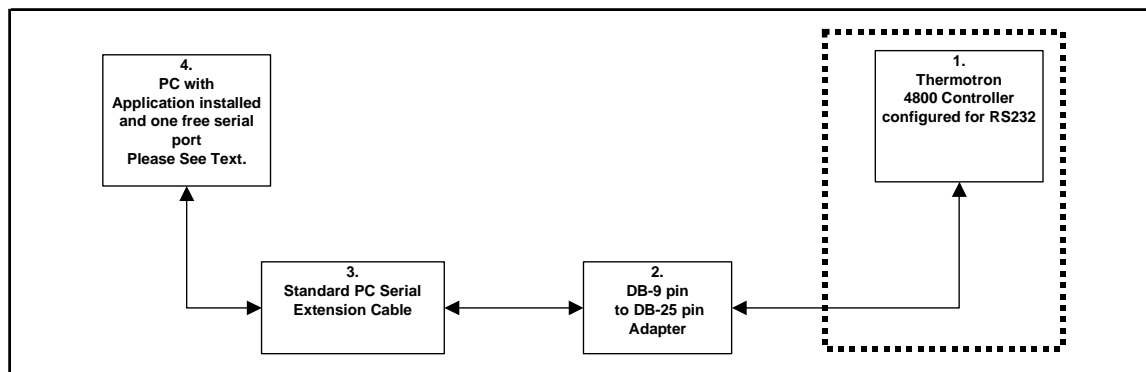 4.
PC with
Application installed
and one free serial
port
Please See Text.
1.
Thermotron
4800 Controller
configured for RS232
3.
Standard PC Serial
Extension Cable
2.
DB-9 pin
to DB-25 pin
Adapter